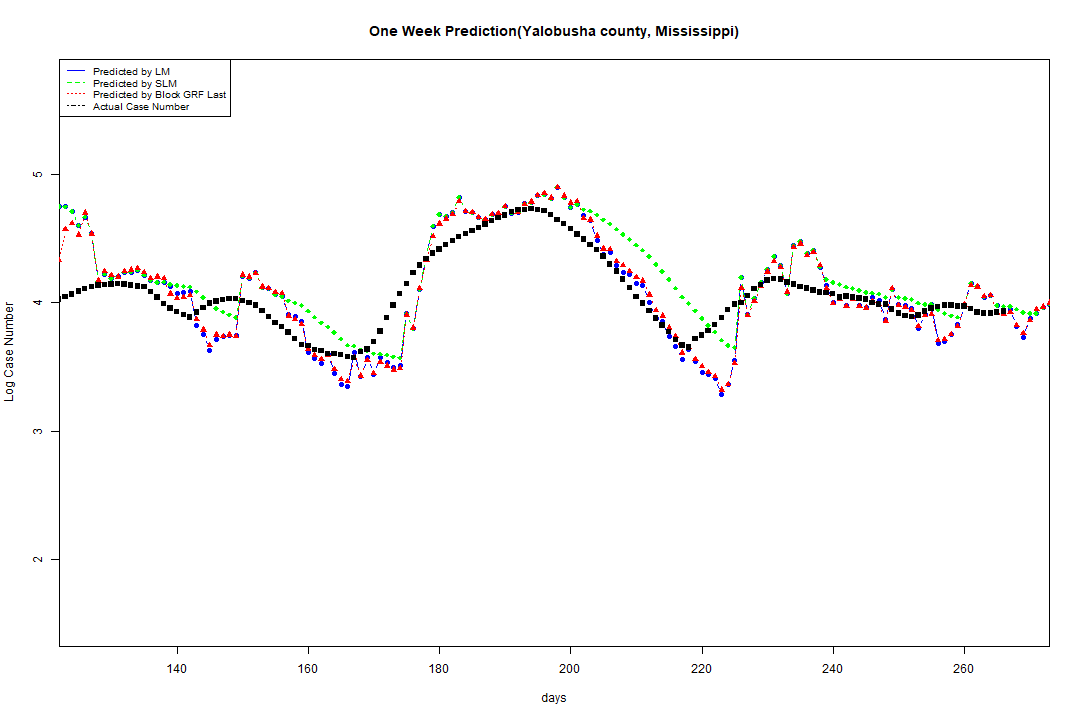 One Week Prediction(Yalobusha county, Mississippi)
Predicted by LM
Predicted by SLM
Predicted by Block GRF Last
Actual Case Number
5
4
3
2
Log Case Number
140 160 180 200 220 240 260
days